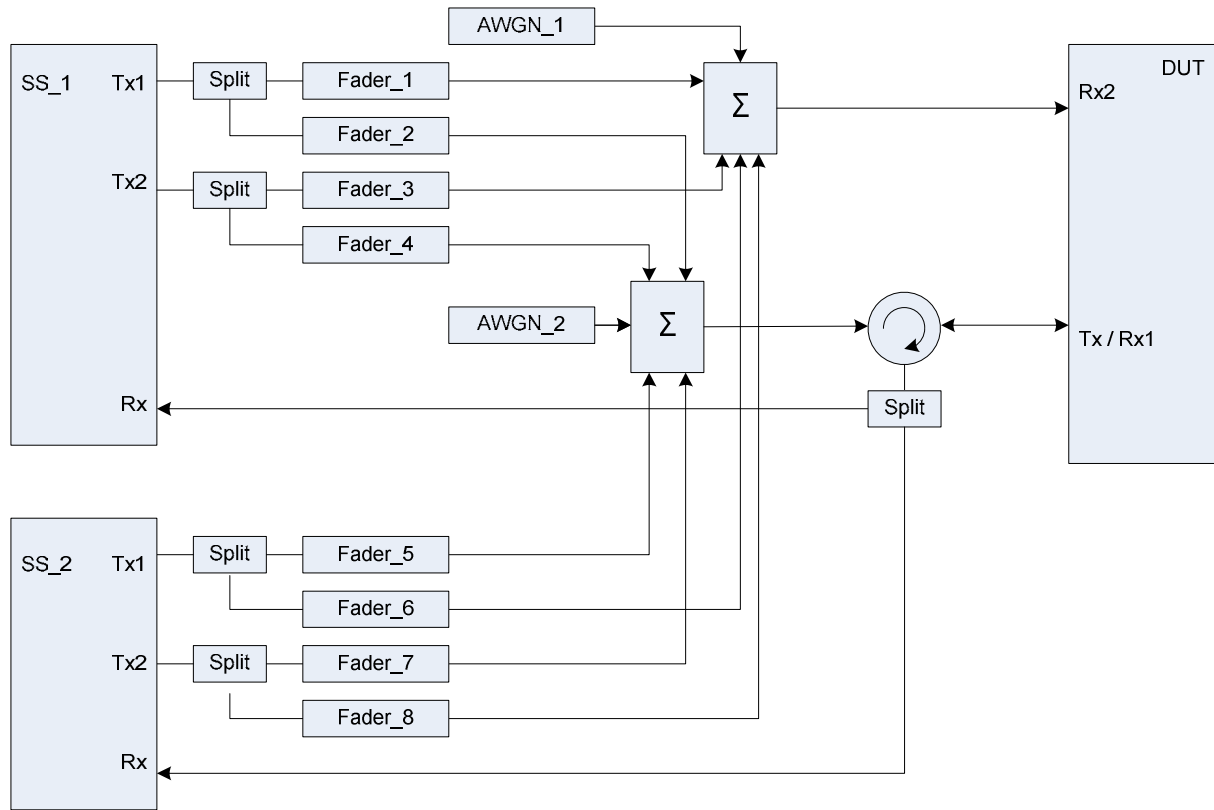 AWGN_1
SS_1
Tx1
Split
Fader_1
Σ
DUT
Rx2
Fader_2
Tx2
Split
Fader_3
Fader_4
AWGN_2
Σ
Tx / Rx1
Rx
Split
SS_2
Tx1
Split
Fader_5
Fader_6
Tx2
Split
Fader_7
Fader_8
Rx